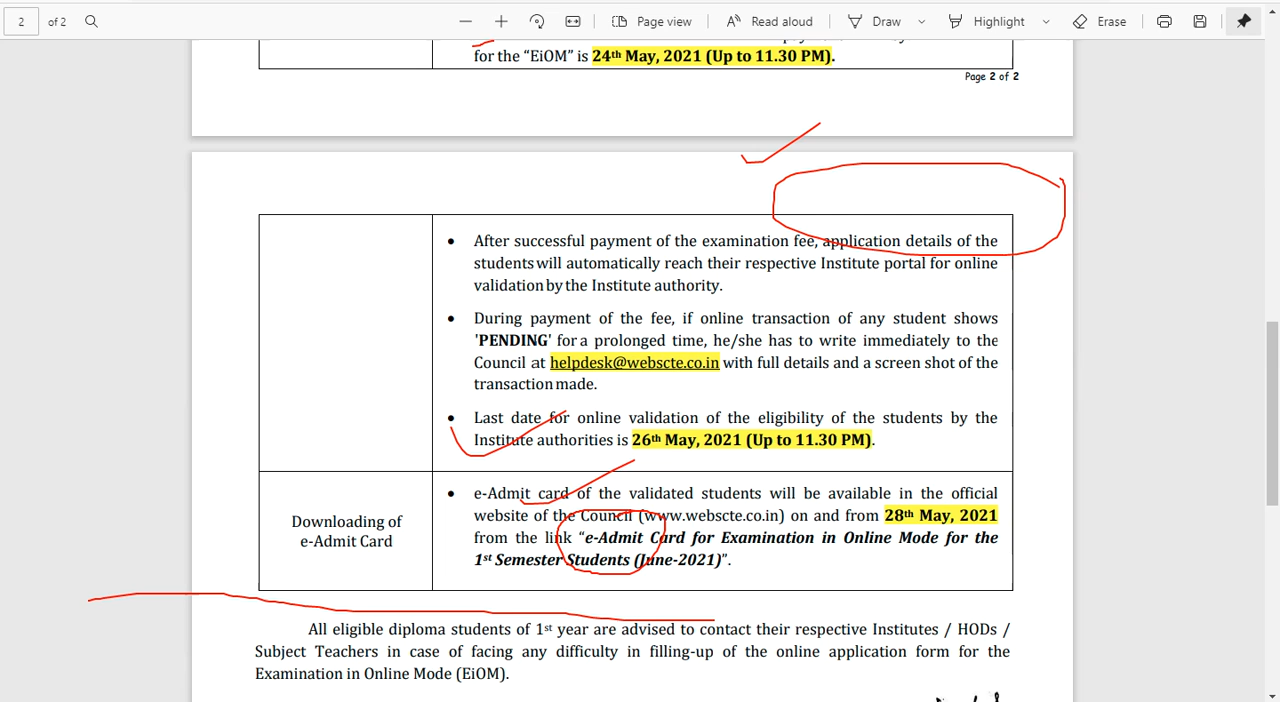 2 of 2 Page view Read aloud Draw Highlight Erase
for the “EiOM” is 24th May, 2021 (Up to 11.30 PM).
Page 2 of 2
• After successful payment of the examination fee, application details of the
students will automatically reach their respective Institute portal for online
validation by the Institute authority.
• During payment of the fee, if online transaction of any student shows
'PENDING' for a prolonged time, he/she has to write immediately to the
Council at helpdesk@webscte.co.in with full details and a screen shot of the
transaction made.
• Last date for online validation of the eligibility of the students by the
Institute authorities is 26th May, 2021 (Up to 11.30 PM).
Downloading of
e-Admit Card
• e-Admit card of the validated students will be available in the official
website of the Council (www.webscte.co.in) on and from 28th May, 2021
from the link “e-Admit Card for Examination in Online Mode for the
1st Semester Students (June-2021)”.
All eligible diploma students of 1st year are advised to contact their respective Institutes / HODs /
Subject Teachers in case of facing any difficulty in filling-up of the online application form for the
Examination in Online Mode (EiOM).